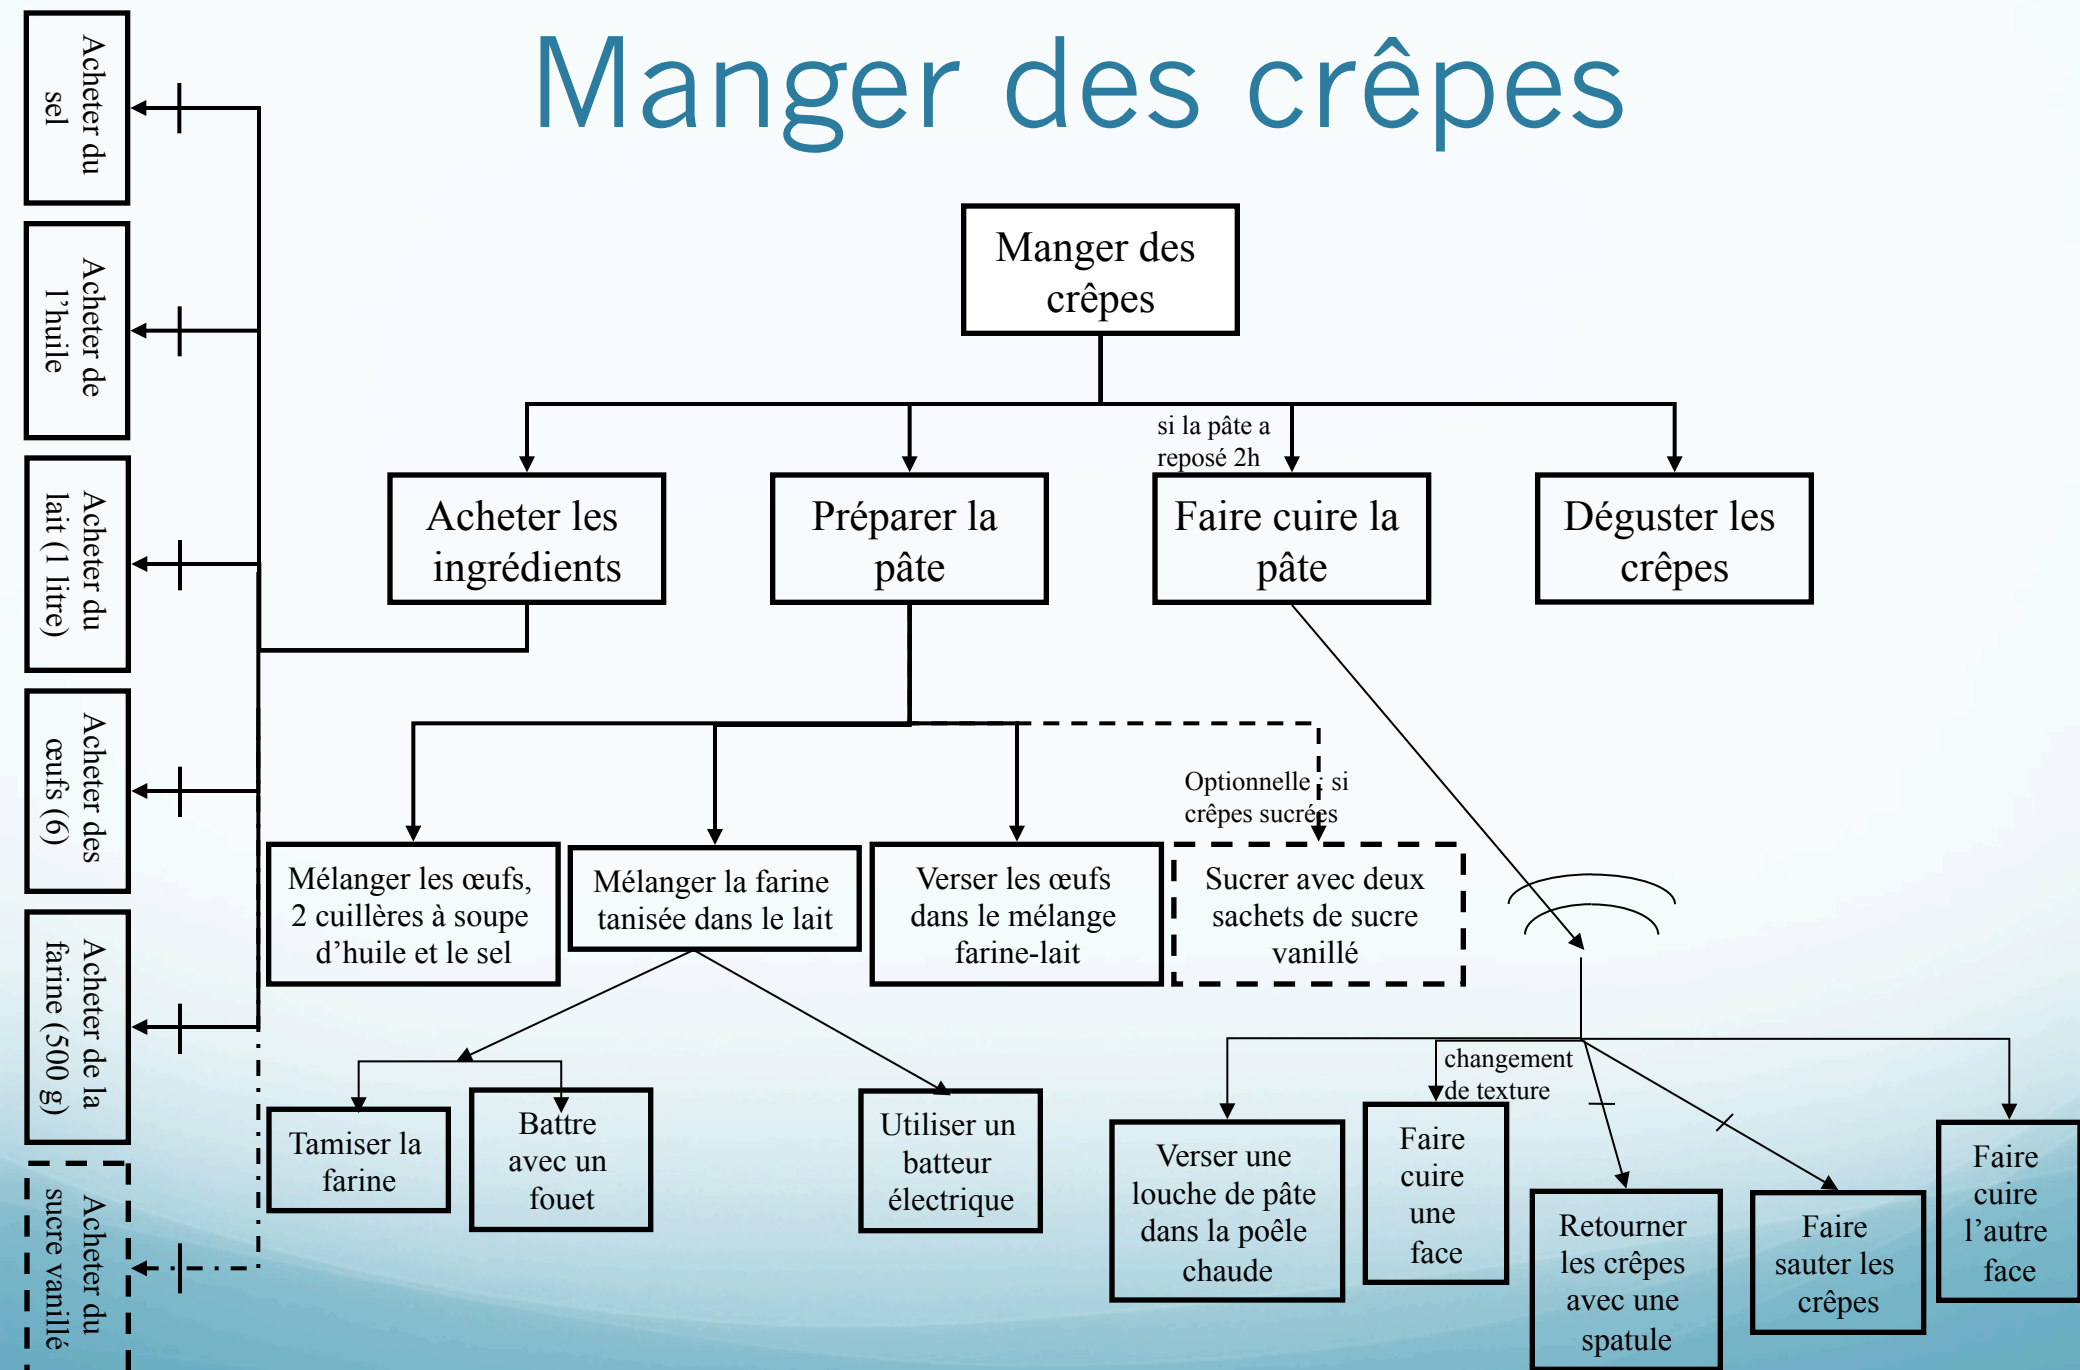 Manger des crêpes
Acheter du
sel
Acheter de
l'huile
Acheter du
lait (1 litre)
Acheter des
œufs (6)
Acheter de la
farine (500 g)
Acheter du
sucre vanillé
Manger des
crêpes
si la pâte a
reposé 2h
Acheter les
ingrédients
Préparer la
pâte
Faire cuire la
pâte
Déguster les
crêpes
Optionnelle : si
crêpes sucrées
Mélanger les œufs,
2 cuillères à soupe
d'huile et le sel
Mélanger la farine
tanisée dans le lait
Verser les œufs
dans le mélange
farine-lait
Sucrer avec deux
sachets de sucre
vanillé
changement
de texture
Tamiser la
farine
Battre
avec un
fouet
Utiliser un
batteur
électrique
Verser une
louche de pâte
dans la poêle
chaude
Faire
cuire
une
face
Retourner
les crêpes
avec une
spatule
Faire
sauter les
crêpes
Faire
cuire
l'autre
face